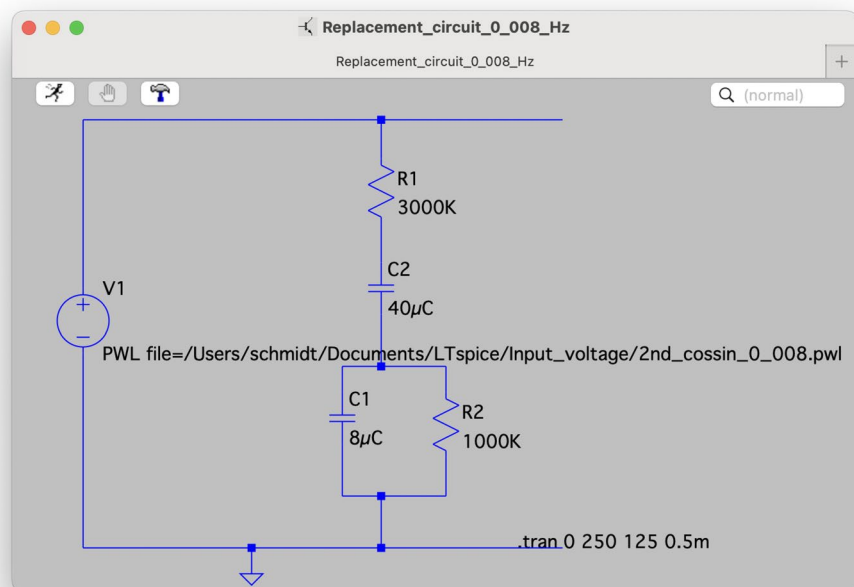 Replacement_circuit_0_008_Hz
Replacement_circuit_0_008_Hz
(normal)
R1
3000K
C2
40µC
V1
PWL file=/Users/schmidt/Documents/LTspice/Input_voltage/2nd_cossin_0_008.pwl
C1
8µC
R2
1000K
.tran 0 250 125 0.5m